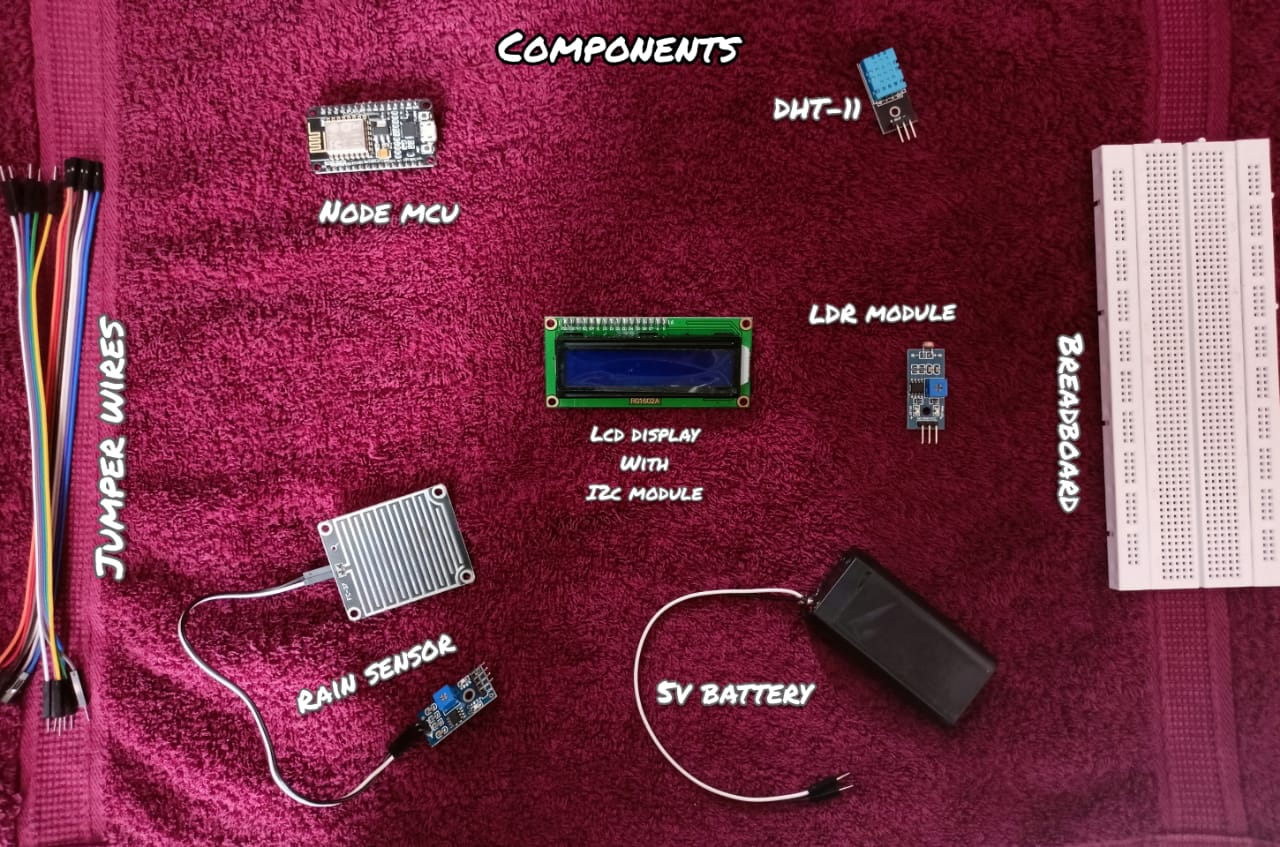 Components
DHT-11
Node mcu
LDR module
Jumper wires
Breadboard
R01602A
Lcd display
With
I2c module
rain sensor
5V battery